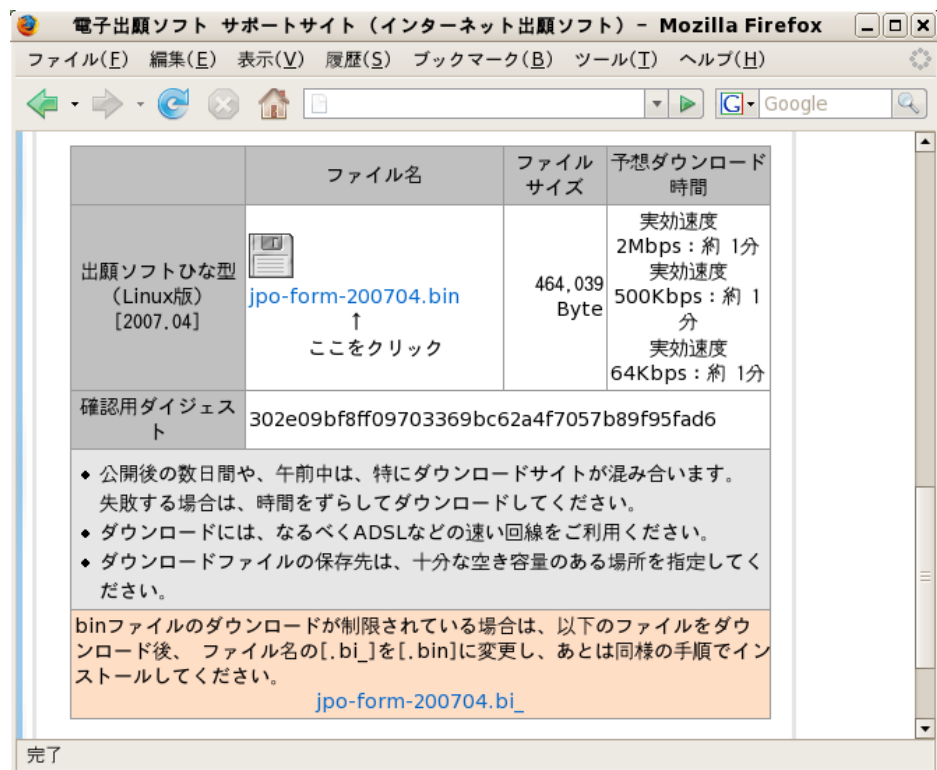 電子出願ソフト サポートサイト（インターネット出願ソフト）- Mozilla Firefox
ファイル(F) 編集(E) 表示(V) 履歴(S) ブックマーク(B) ツール(T) ヘルプ(H)
G Google
ファイル名
ファイル
サイズ
予想ダウンロード
時間
出願ソフトひな型
（Linux版）
[2007.04]
jpo-form-200704.bin
↑
ここをクリック
464,039
Byte
実効速度
2Mbps：約 1分
実効速度
500Kbps：約 1
分
実効速度
64Kbps：約 1分
確認用ダイジェス
ト
302e09bf8ff09703369bc62a4f7057b89f95fad6
• 公開後の数日間や、午前中は、特にダウンロードサイトが混み合います。
失敗する場合は、時間をずらしてダウンロードしてください。
• ダウンロードには、なるべくADSLなどの速い回線をご利用ください。
• ダウンロードファイルの保存先は、十分な空き容量のある場所を指定してく
ださい。
binファイルのダウンロードが制限されている場合は、以下のファイルをダウ
ンロード後、 ファイル名の[.bi_]を[.bin]に変更し、あとは同様の手順でイン
ストールしてください。
jpo-form-200704.bi_
完了